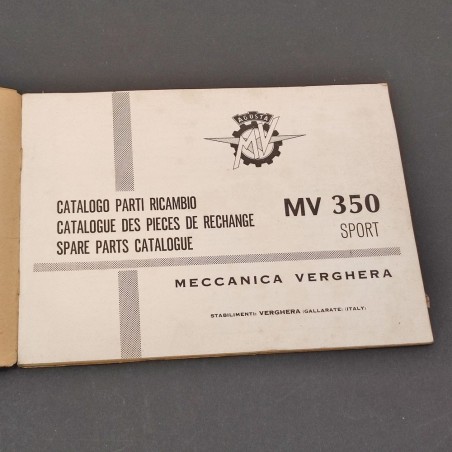 AGOSTA
MV
CATALOGO PARTI RICAMBIO
CATALOGUE DES PIECES DE RECHANGE
SPARE PARTS CATALOGUE
MV 350
SPORT
MECCANICA VERGHERA
STABILIMENTI: VERGHERA (GALLARATE) (ITALY)